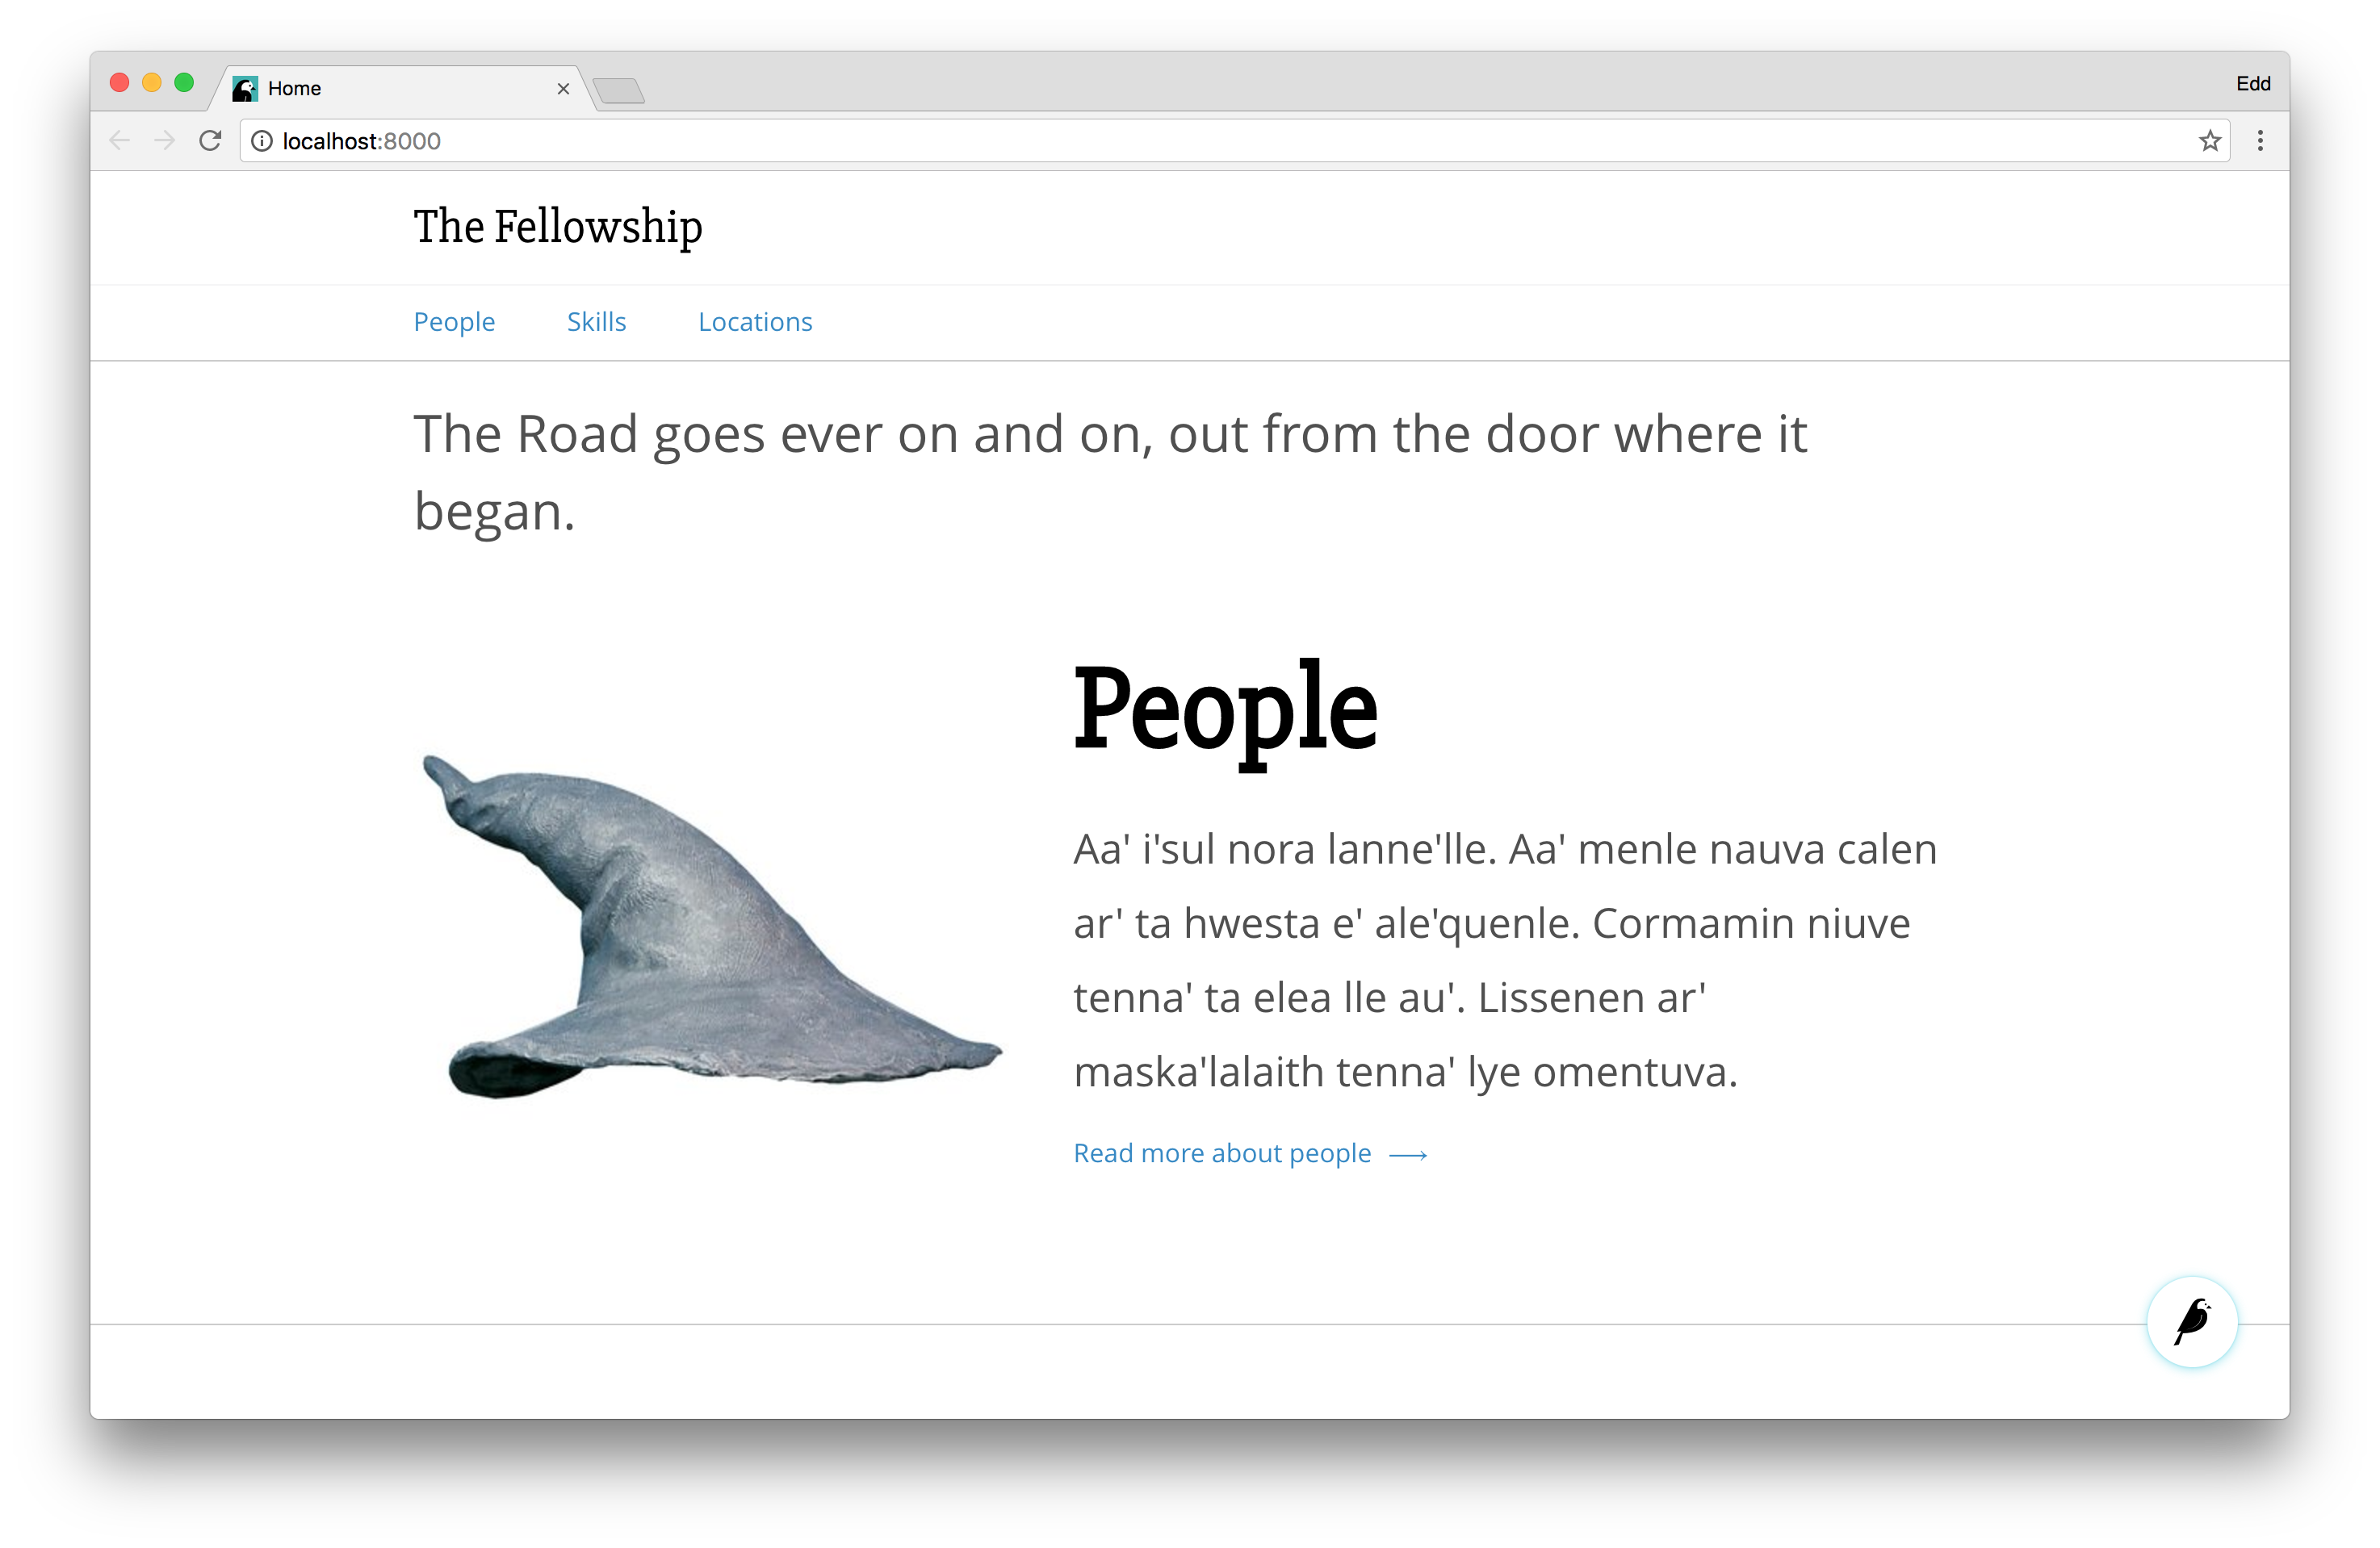 Home
Edd
localhost:8000
The Fellowship
People Skills Locations
The Road goes ever on and on, out from the door where it
began.
People
Aa' i'sul nora lanne'lle. Aa' menle nauva calen
ar' ta hwesta e' ale'quenle. Cormamin niuve
tenna' ta elea lle au'. Lissenen ar'
maska'lalaith tenna' lye omentuva.
Read more about people